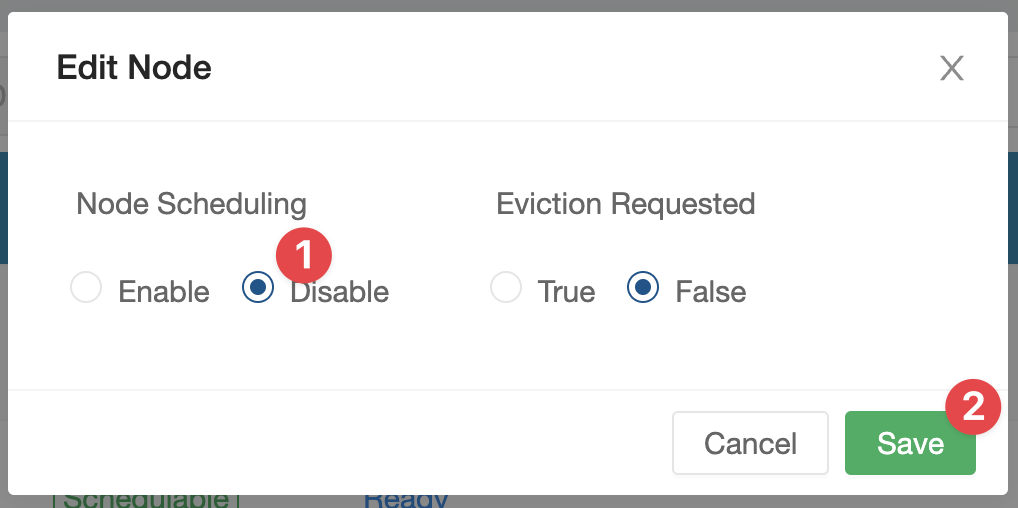 Edit Node
X
Node Scheduling
Eviction Requested
1
Enable
Disable
True
False
2
Cancel
Save
Schedulable
Ready